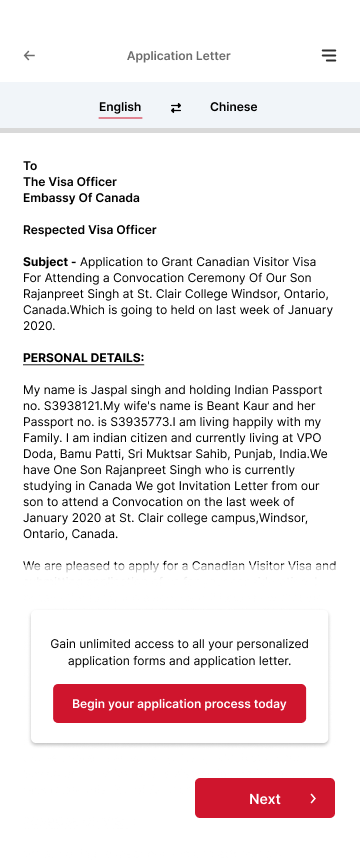 Application Letter
English
Chinese
To
The Visa Officer
Embassy Of Canada
Respected Visa Officer
Subject - Application to Grant Canadian Visitor Visa
For Attending a Convocation Ceremony Of Our Son
Rajanpreet Singh at St. Clair College Windsor, Ontario,
Canada.Which is going to held on last week of January
2020.
PERSONAL DETAILS:
My name is Jaspal singh and holding Indian Passport
no. S3938121.My wife's name is Beant Kaur and her
Passport no. is S3935773.I am living happily with my
Family. I am indian citizen and currently living at VPO
Doda, Bamu Patti, Sri Muktsar Sahib, Punjab, India.We
have One Son Rajanpreet Singh who is currently
studying in Canada We got Invitation Letter from our
son to attend a Convocation on the last week of
January 2020 at St. Clair college campus,Windsor,
Ontario, Canada.
We are pleased to apply for a Canadian Visitor Visa and
Gain unlimited access to all your personalized
application forms and application letter.
Begin your application process today
Next